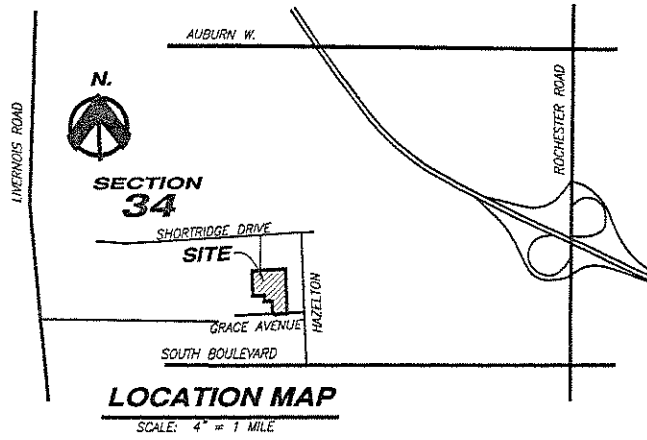 AUBURN W.
LIVERNOIS ROAD
N.
ROCHESTER ROAD
SECTION
34
SHORTRIDGE DRIVE
SITE
HAZELTON
GRACE AVENUE
SOUTH BOULEVARD
LOCATION MAP
SCALE: 4" = 1 MILE